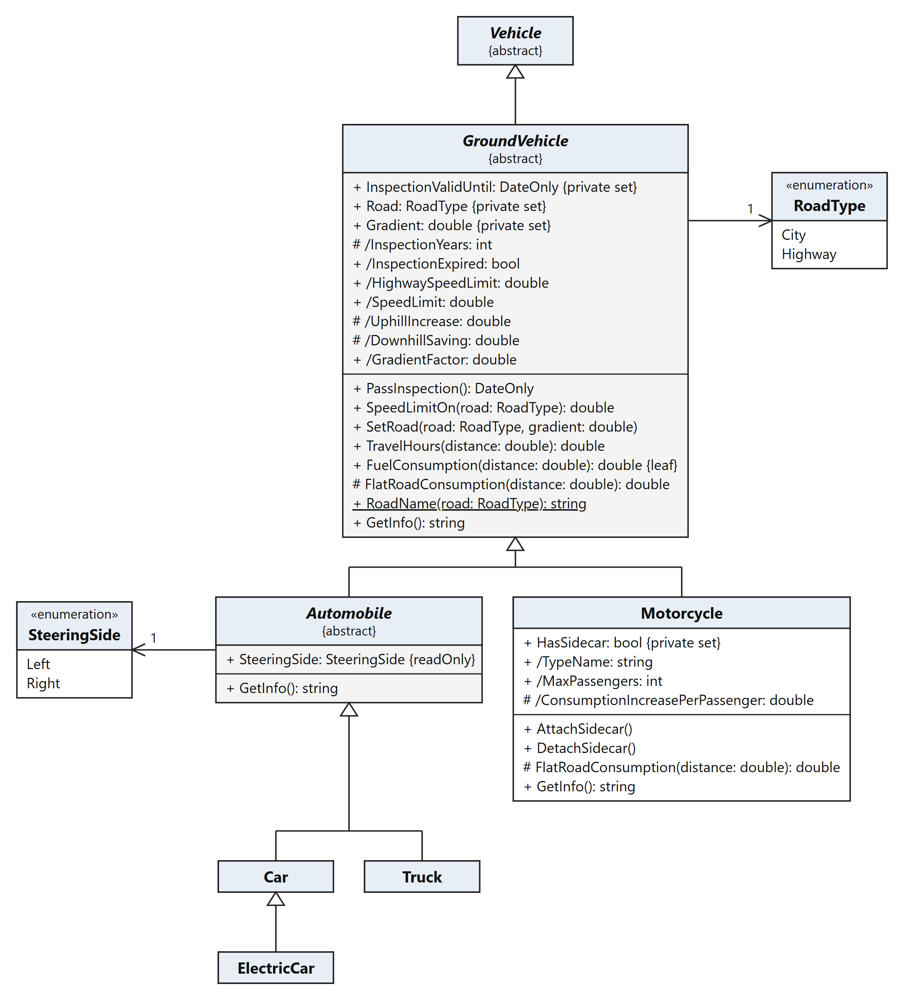 Vehicle
{abstract}
GroundVehicle
{abstract}
+ InspectionValidUntil: DateOnly {private set}
+ Road: RoadType {private set}
+ Gradient: double {private set}
# /InspectionYears: int
+ /InspectionExpired: bool
+ /HighwaySpeedLimit: double
+ /SpeedLimit: double
# /UphillIncrease: double
# /DownhillSaving: double
+ /GradientFactor: double
+ PassInspection(): DateOnly
+ SpeedLimitOn(road: RoadType): double
+ SetRoad(road: RoadType, gradient: double)
+ TravelHours(distance: double): double
+ FuelConsumption(distance: double): double {leaf}
# FlatRoadConsumption(distance: double): double
+ RoadName(road: RoadType): string
+ GetInfo(): string
1
«enumeration»
RoadType
City
Highway
«enumeration»
SteeringSide
Left
Right
1
Automobile
{abstract}
+ SteeringSide: SteeringSide {readOnly}
+ GetInfo(): string
Motorcycle
+ HasSidecar: bool {private set}
+ /TypeName: string
+ /MaxPassengers: int
# /ConsumptionIncreasePerPassenger: double
+ AttachSidecar()
+ DetachSidecar()
# FlatRoadConsumption(distance: double): double
+ GetInfo(): string
Car
Truck
ElectricCar